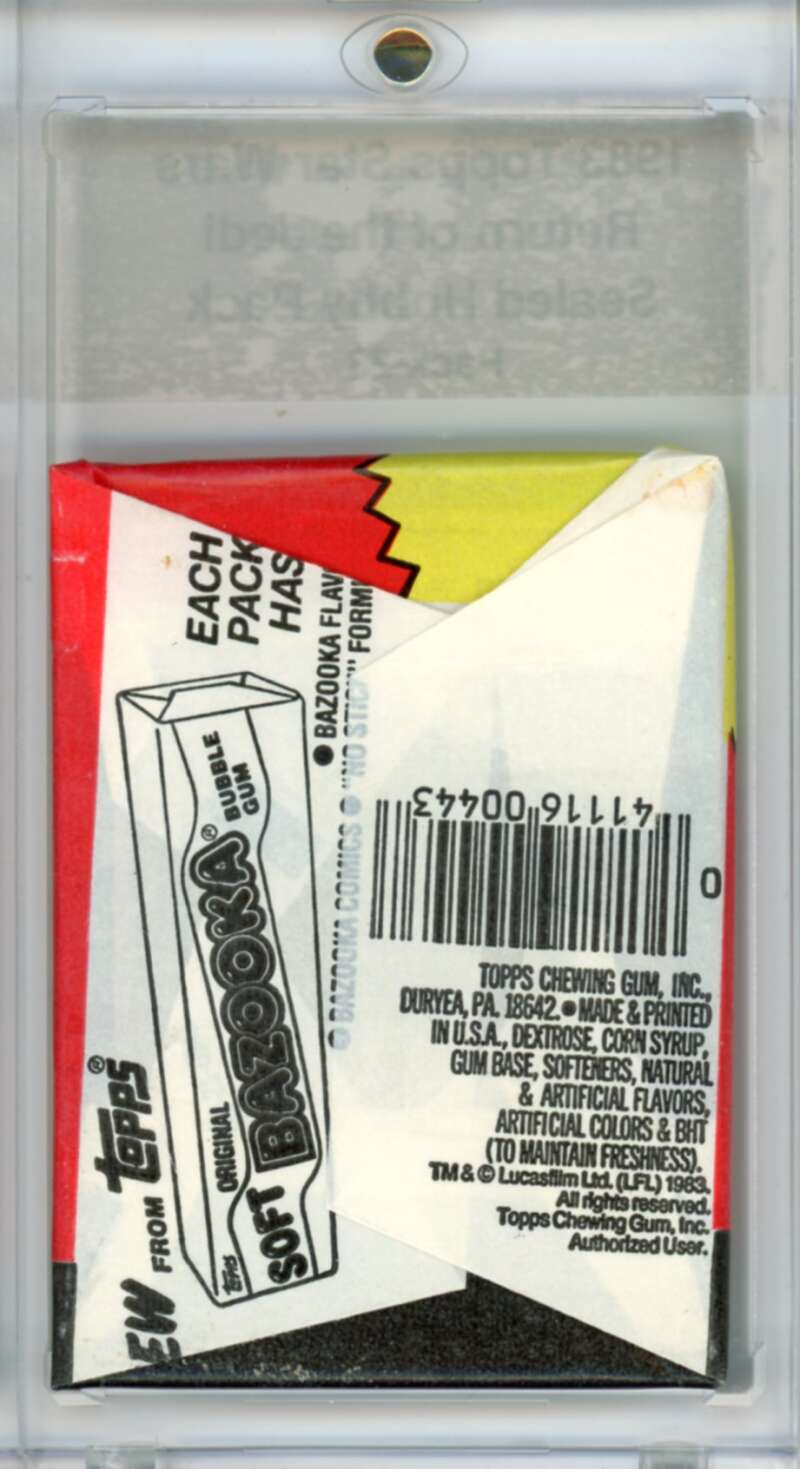 1983 Topps Star Wars
Return of the Jedi
Sealed Hobby Pack
EACH
PACK
HAS
● BAZOOKA FLAV
● BAZOOKA COMICS ● "NO STICK" FORM
BAZOOKA®
BUBBLE
GUM
ORIGINAL
SOFT
topps
EW FROM topps®
41116 00443
0
TOPPS CHEWING GUM, INC.,
DURYEA, PA. 18642. ● MADE & PRINTED
IN U.S.A., DEXTROSE, CORN SYRUP,
GUM BASE, SOFTENERS, NATURAL
& ARTIFICIAL FLAVORS,
ARTIFICIAL COLORS & BHT
(TO MAINTAIN FRESHNESS).
TM & © Lucasfilm Ltd. (LFL) 1983.
All rights reserved.
Topps Chewing Gum, Inc.
Authorized User.